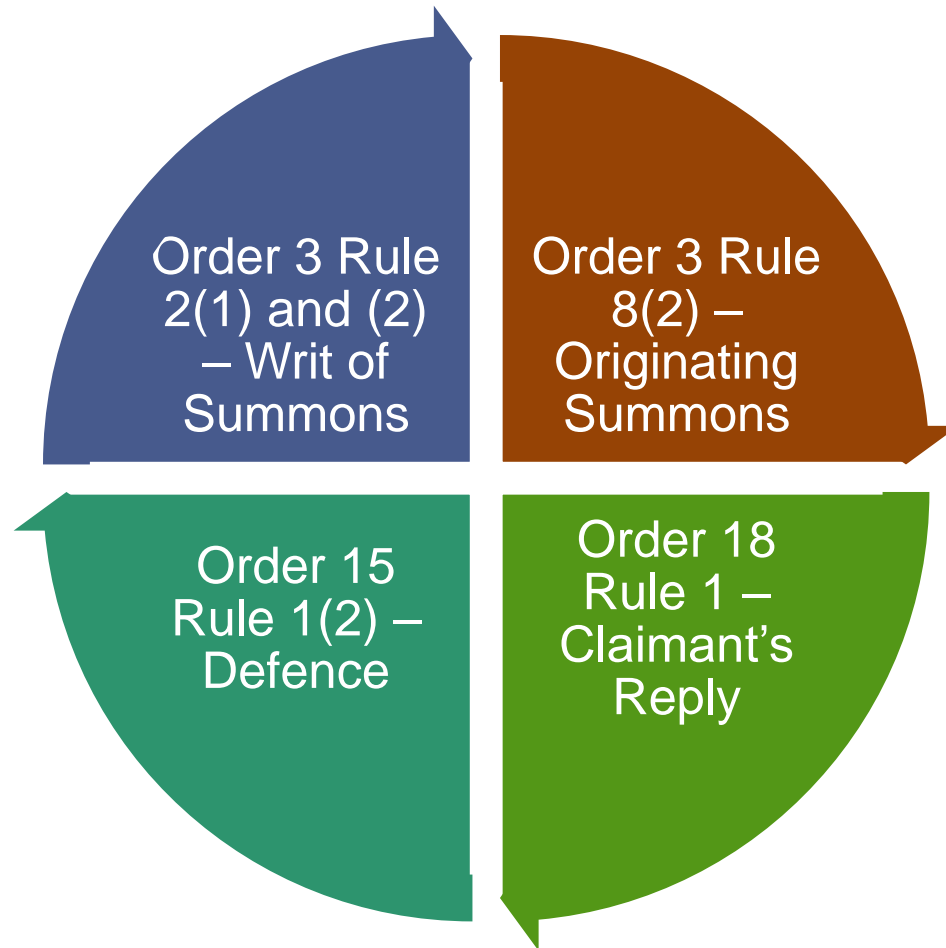 Order 3 Rule
2(1) and (2)
– Writ of
Summons
Order 3 Rule
8(2) –
Originating
Summons
Order 15
Rule 1(2) –
Defence
Order 18
Rule 1 –
Claimant’s
Reply